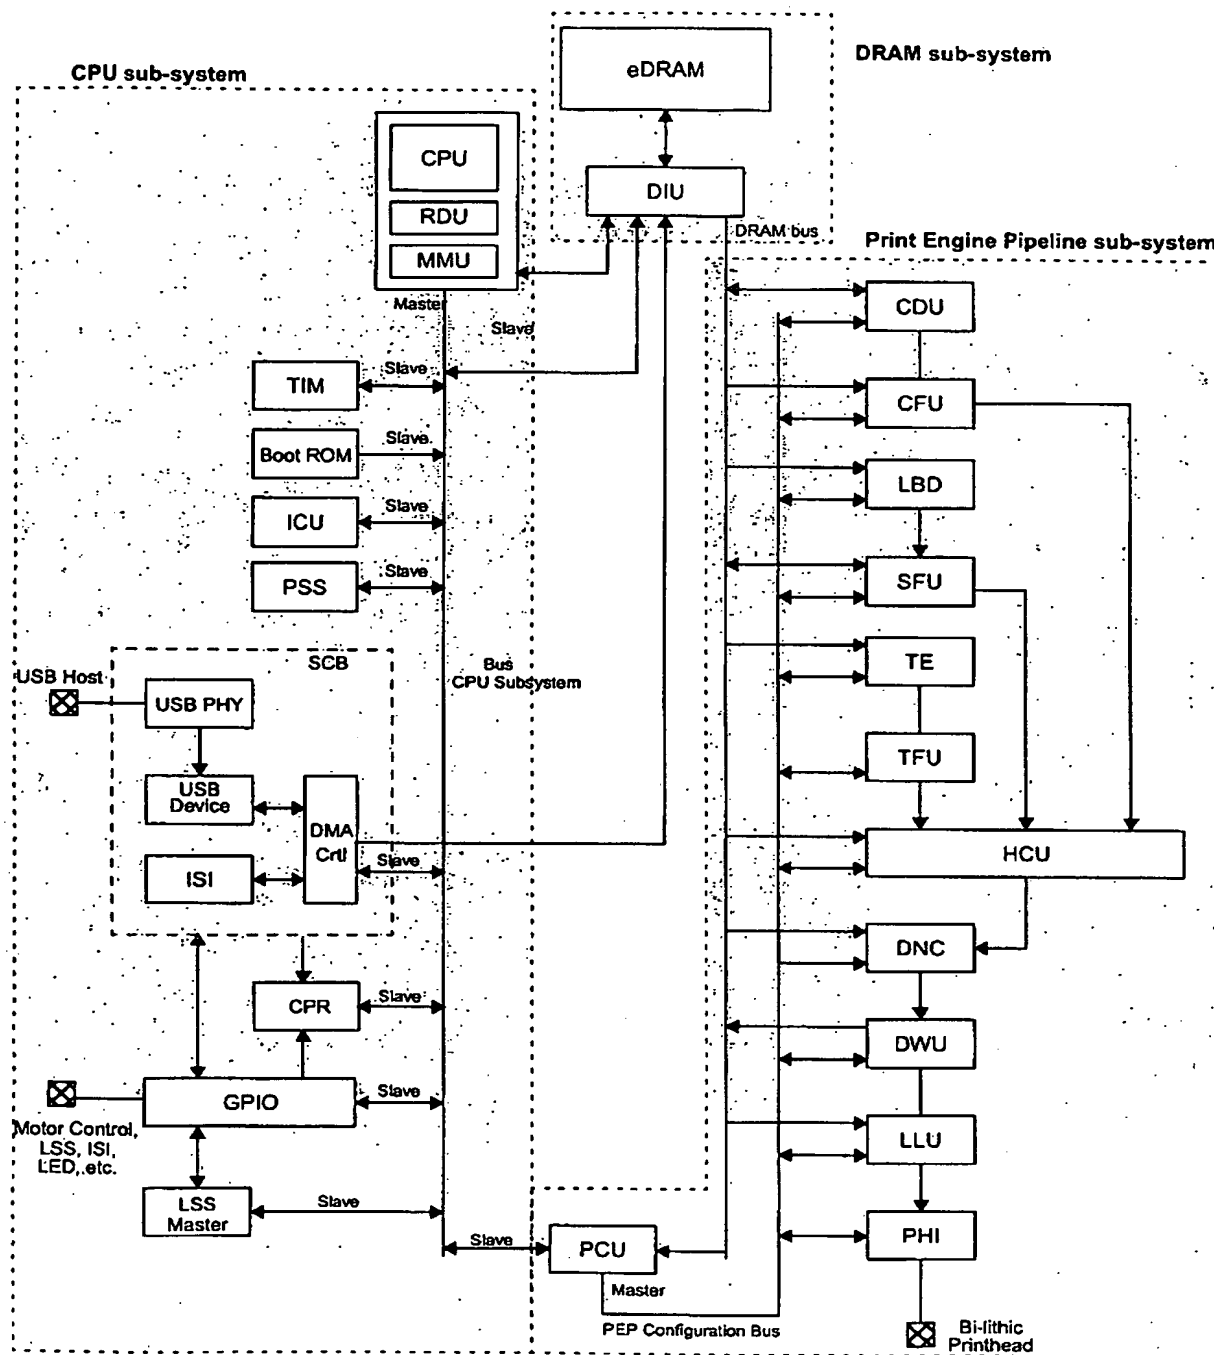 DRAM sub-system
CPU sub-system
eDRAM
CPU
RDU
MMU
DIU
DRAM bus
Print Engine Pipeline sub-system
Master
Slave
CDU
TIM
Slave
CFU
Boot ROM
Slave
LBD
ICU
Slave
PSS
Slave
SFU
TE
SCB
Bus
CPU Subsystem
USB Host
USB PHY
TFU
USB
Device
DMA
Crtl
Slave
HCU
ISI
DNC
CPR
Slave
DWU
GPIO
Slave
Motor Control,
LSS, ISI,
LED, etc.
LLU
LSS
Master
Slave
Slave
PCU
PHI
Master
PEP Configuration Bus
Bi-lithic
Printhead